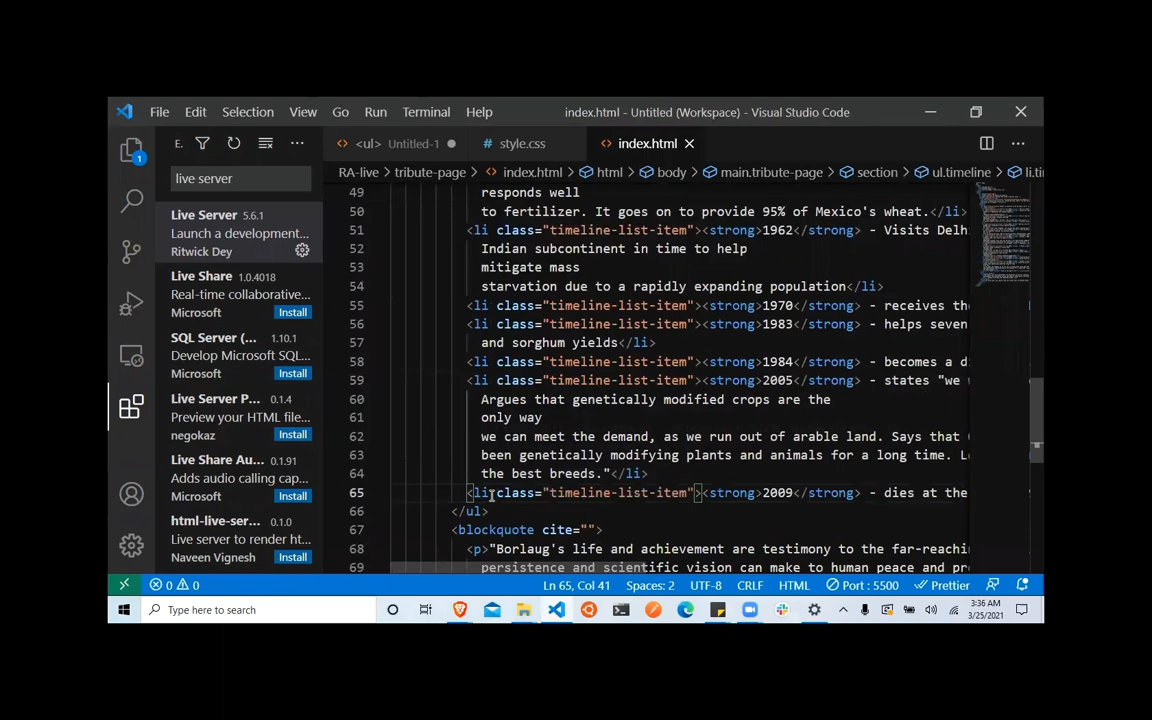 File Edit Selection View Go Run Terminal Help index.html - Untitled (Workspace) - Visual Studio Code
E.
<ul> Untitled-1
# style.css
<> index.html
live server
RA-live > tribute-page > <> index.html > html > body > main.tribute-page > section > ul.timeline > li.ti
Live Server 5.6.1
Launch a development...
Ritwick Dey
Live Share 1.0.4018
Real-time collaborative...
Microsoft Install
SQL Server (... 1.10.1
Develop Microsoft SQL...
Microsoft Install
Live Server P... 0.1.4
Preview your HTML file...
negokaz Install
Live Share Au... 0.1.91
Adds audio calling cap...
Microsoft Install
html-live-ser... 0.1.0
Live server to render ht...
Naveen Vignesh Install
1
49 responds well
50 to fertilizer. It goes on to provide 95% of Mexico's wheat.</li>
51 <li class="timeline-list-item"><strong>1962</strong> - Visits Delh
52 Indian subcontinent in time to help
53 mitigate mass
54 starvation due to a rapidly expanding population</li>
55 <li class="timeline-list-item"><strong>1970</strong> - receives the
56 <li class="timeline-list-item"><strong>1983</strong> - helps seven
57 and sorghum yields</li>
58 <li class="timeline-list-item"><strong>1984</strong> - becomes a d
59 <li class="timeline-list-item"><strong>2005</strong> - states "we
60 Argues that genetically modified crops are the
61 only way
62 we can meet the demand, as we run out of arable land. Says that
63 been genetically modifying plants and animals for a long time.
64 the best breeds."</li>
65 <li class="timeline-list-item"><strong>2009</strong> - dies at the
66 </ul>
67 <blockquote cite="">
68 <p>"Borlaug's life and achievement are testimony to the far-reachin
69 persistence and scientific vision can make to human peace and pr
0 0 Ln 65, Col 41 Spaces: 2 UTF-8 CRLF HTML Port : 5500 Prettier
Type here to search
3:36 AM
3/25/2021